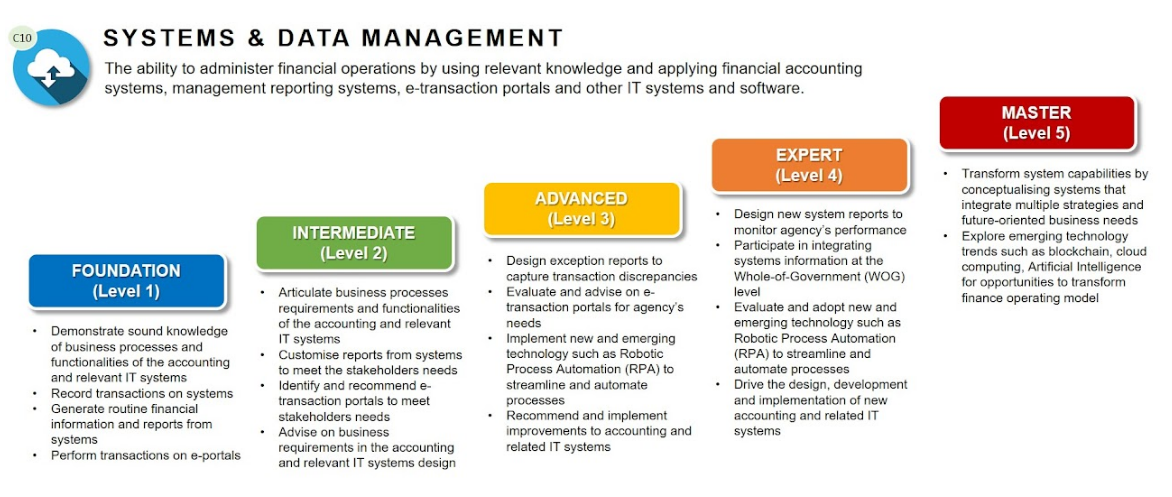 C10
SYSTEMS & DATA MANAGEMENT
The ability to administer financial operations by using relevant knowledge and applying financial accounting
systems, management reporting systems, e-transaction portals and other IT systems and software.
FOUNDATION
(Level 1)
• Demonstrate sound knowledge
of business processes and
functionalities of the accounting
and relevant IT systems
• Record transactions on systems
• Generate routine financial
information and reports from
systems
• Perform transactions on e-portals
INTERMEDIATE
(Level 2)
• Articulate business processes
requirements and functionalities
of the accounting and relevant
IT systems
• Customise reports from systems
to meet the stakeholders needs
• Identify and recommend e-
transaction portals to meet
stakeholders needs
• Advise on business
requirements in the accounting
and relevant IT systems design
ADVANCED
(Level 3)
• Design exception reports to
capture transaction discrepancies
• Evaluate and advise on e-
transaction portals for agency's
needs
• Implement new and emerging
technology such as Robotic
Process Automation (RPA) to
streamline and automate
processes
• Recommend and implement
improvements to accounting and
related IT systems
EXPERT
(Level 4)
• Design new system reports to
monitor agency's performance
• Participate in integrating
systems information at the
Whole-of-Government (WOG)
level
• Evaluate and adopt new and
emerging technology such as
Robotic Process Automation
(RPA) to streamline and
automate processes
• Drive the design, development
and implementation of new
accounting and related IT
systems
MASTER
(Level 5)
• Transform system capabilities by
conceptualising systems that
integrate multiple strategies and
future-oriented business needs
• Explore emerging technology
trends such as blockchain, cloud
computing, Artificial Intelligence
for opportunities to transform
finance operating model